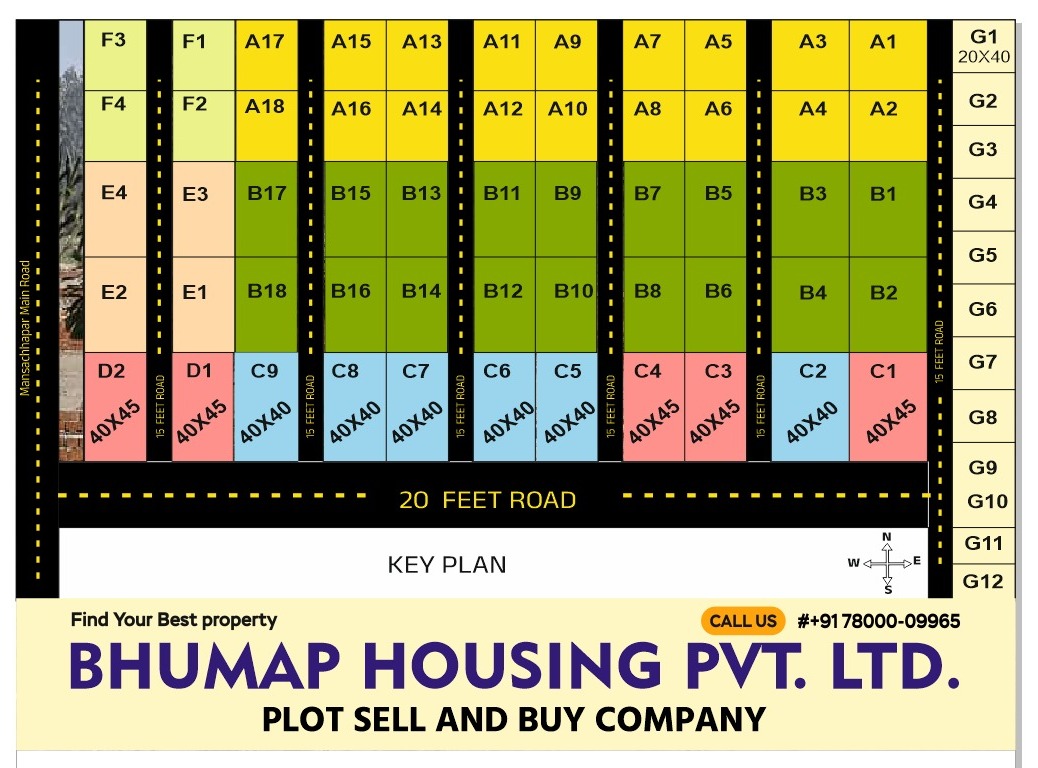 F3 F1 A17 A15 A13 A11 A9 A7 A5 A3 A1 G1
20X40
F4 F2 A18 A16 A14 A12 A10 A8 A6 A4 A2 G2
G3
E4 E3 B17 B15 B13 B11 B9 B7 B5 B3 B1 G4
G5
E2 E1 B18 B16 B14 B12 B10 B8 B6 B4 B2 G6
Mansachhapar Main Road
15 FEET ROAD
D2 D1 C9 C8 C7 C6 C5 C4 C3 C2 C1 G7
40X45 40X45 40X40 40X40 40X40 40X40 40X40 40X45 40X45 40X40 40X45 G8
15 FEET ROAD 15 FEET ROAD 15 FEET ROAD 15 FEET ROAD 15 FEET ROAD
G9
20 FEET ROAD G10
G11
KEY PLAN
N
W E
S
G12
Find Your Best property CALL US #+91 78000-09965
BHUMAP HOUSING PVT. LTD.
PLOT SELL AND BUY COMPANY